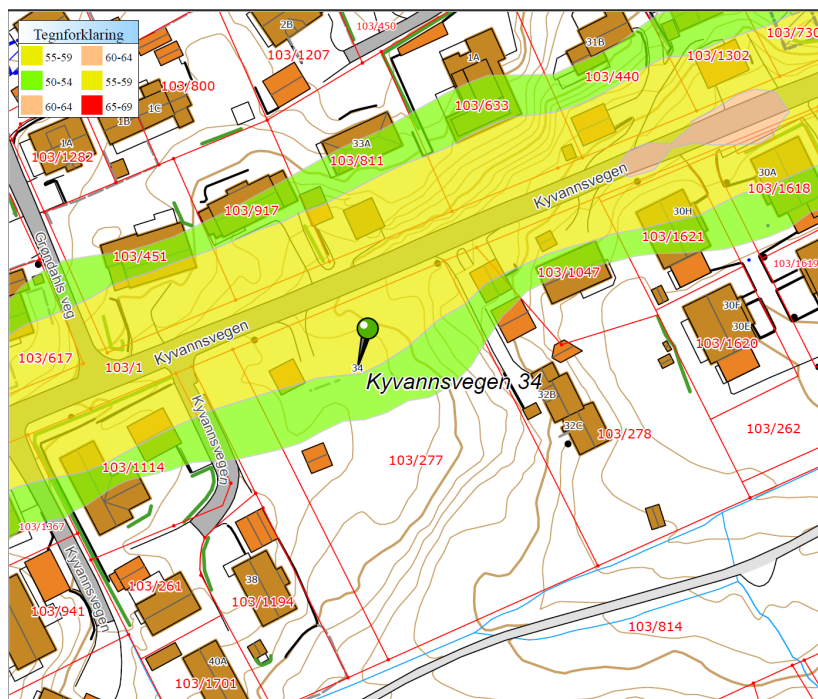 Tegnforklaring
55-59 60-64
50-54 55-59
60-64 65-69
2B
103/450
103/1207
1A
31B
103/1302
103/730
103/800
103/440
1C
1B
103/633
1A
103/1282
33A
103/811
Kyvannsvegen
30A
103/1618
103/917
30H
103/1621
103/451
Grøndahls veg
103/1047
103/1619
30F
30E
103/1620
Kyvannsvegen
103/617
103/1
34
Kyvannsvegen 34
32B
32C
103/278
103/262
Kyvannsvegen
103/1114
103/277
103/1367
Kyvannsvegen
103/261
38
103/1194
103/941
103/814
40A
103/1701